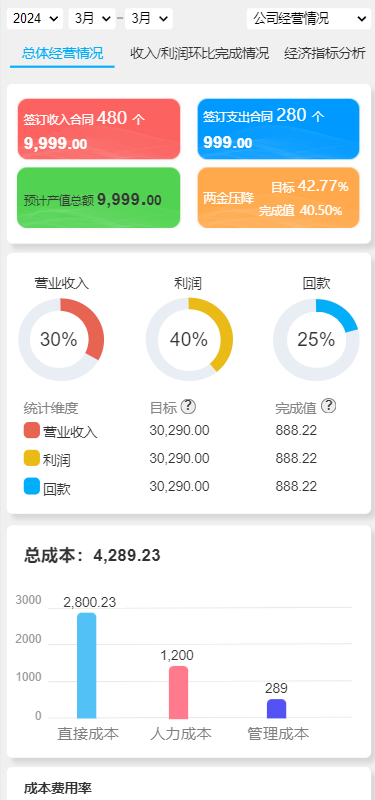 2024 3月 – 3月 公司经营情况
总体经营情况 收入/利润环比完成情况 经济指标分析
签订收入合同 480 个
9,999.00
签订支出合同 280 个
999.00
预计产值总额 9,999.00
两金压降 目标 42.77%
完成值 40.50%
营业收入 利润 回款
30% 40% 25%
统计维度 目标 ? 完成值 ?
营业收入 30,290.00 888.22
利润 30,290.00 888.22
回款 30,290.00 888.22
总成本：4,289.23
3000
2000
1000
0
2,800.23
1,200
289
直接成本 人力成本 管理成本
成本费用率